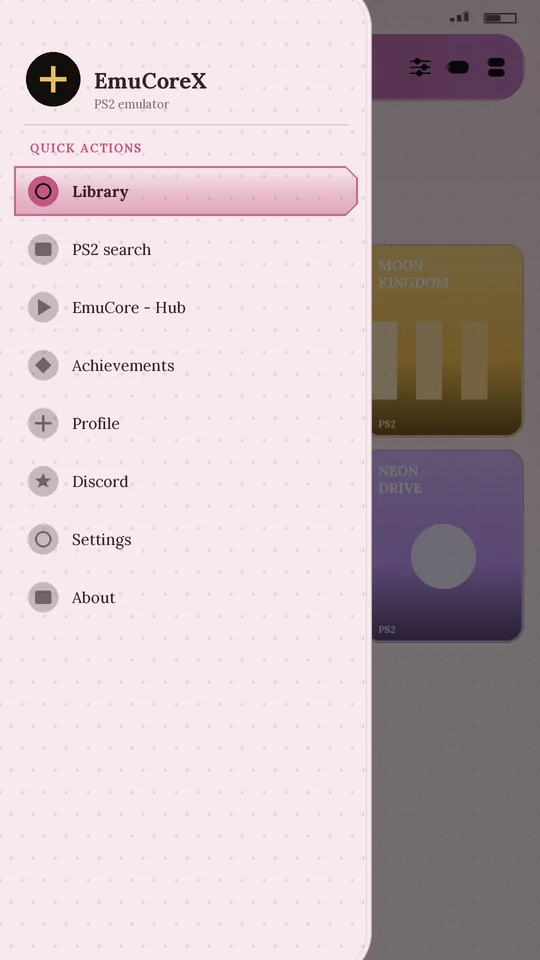 EmuCoreX
PS2 emulator
QUICK ACTIONS
Library
PS2 search
EmuCore - Hub
Achievements
Profile
Discord
Settings
About
MOON
KINGDOM
PS2
NEON
DRIVE
PS2